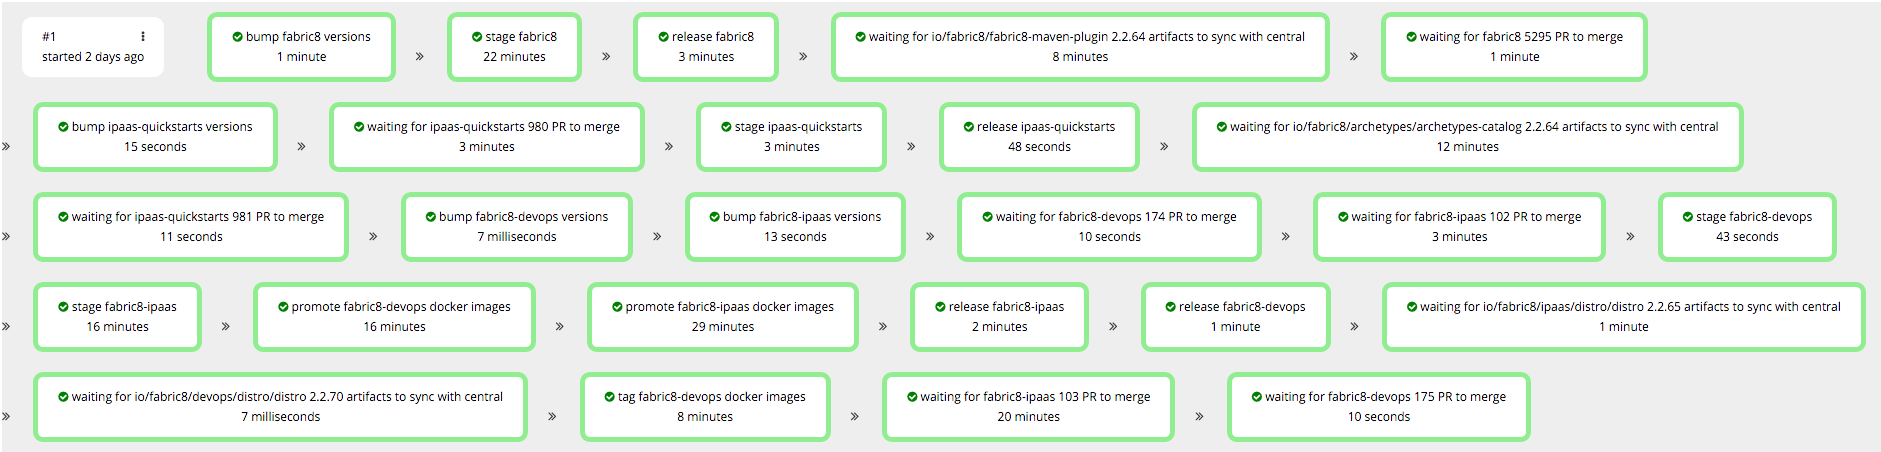 #1
started 2 days ago
bump fabric8 versions
1 minute
stage fabric8
22 minutes
release fabric8
3 minutes
waiting for io/fabric8/fabric8-maven-plugin 2.2.64 artifacts to sync with central
8 minutes
waiting for fabric8 5295 PR to merge
1 minute
bump ipaas-quickstarts versions
15 seconds
waiting for ipaas-quickstarts 980 PR to merge
3 minutes
stage ipaas-quickstarts
3 minutes
release ipaas-quickstarts
48 seconds
waiting for io/fabric8/archetypes/archetypes-catalog 2.2.64 artifacts to sync with central
12 minutes
waiting for ipaas-quickstarts 981 PR to merge
11 seconds
bump fabric8-devops versions
7 milliseconds
bump fabric8-ipaas versions
13 seconds
waiting for fabric8-devops 174 PR to merge
10 seconds
waiting for fabric8-ipaas 102 PR to merge
3 minutes
stage fabric8-devops
43 seconds
stage fabric8-ipaas
16 minutes
promote fabric8-devops docker images
16 minutes
promote fabric8-ipaas docker images
29 minutes
release fabric8-ipaas
2 minutes
release fabric8-devops
1 minute
waiting for io/fabric8/ipaas/distro/distro 2.2.65 artifacts to sync with central
1 minute
waiting for io/fabric8/devops/distro/distro 2.2.70 artifacts to sync with central
7 milliseconds
tag fabric8-devops docker images
8 minutes
waiting for fabric8-ipaas 103 PR to merge
20 minutes
waiting for fabric8-devops 175 PR to merge
10 seconds